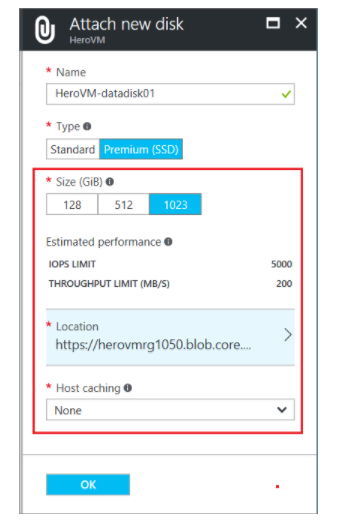 Attach new disk
HeroVM
* Name
HeroVM-datadisk01
* Type
Standard Premium (SSD)
* Size (GiB)
128 512 1023
Estimated performance
IOPS LIMIT 5000
THROUGHPUT LIMIT (MB/S) 200
* Location
https://herovmrg1050.blob.core....
* Host caching
None
OK